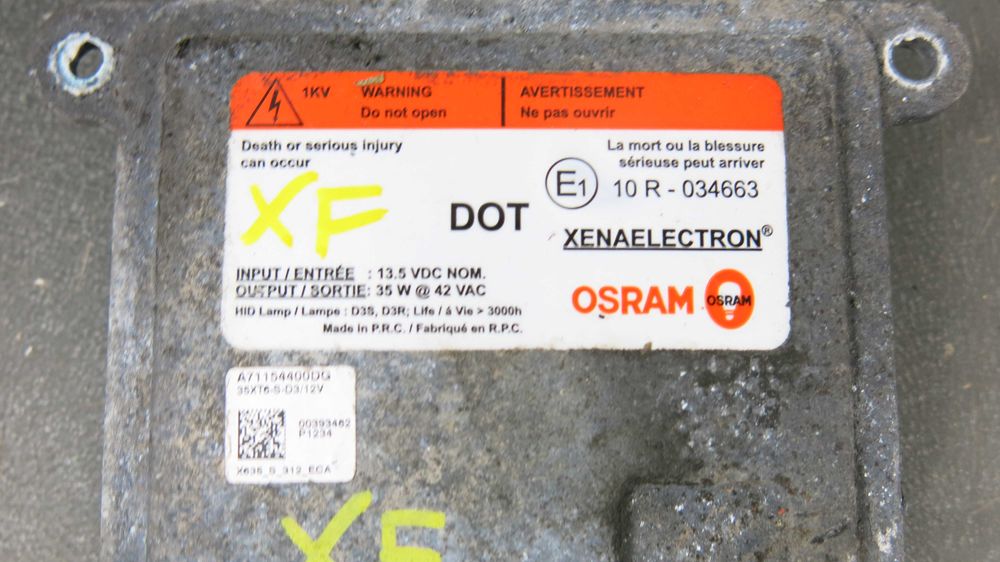 1KV WARNING AVERTISSEMENT
Do not open Ne pas ouvrir
Death or serious injury
can occur
La mort ou la blessure
sérieuse peut arriver
E1 10 R - 034663
XF
DOT
XENAELECTRON®
INPUT / ENTRÉE : 13.5 VDC NOM.
OUTPUT / SORTIE: 35 W @ 42 VAC
OSRAM OSRAM
HID Lamp / Lampe : D3S, D3R; Life / á Vie > 3000h
Made in P.R.C. / Fabriqué en R.P.C.
A71154400DG
35XT6-S-D3/12V
00393462
P1234
X635_S_312_ECA
XF